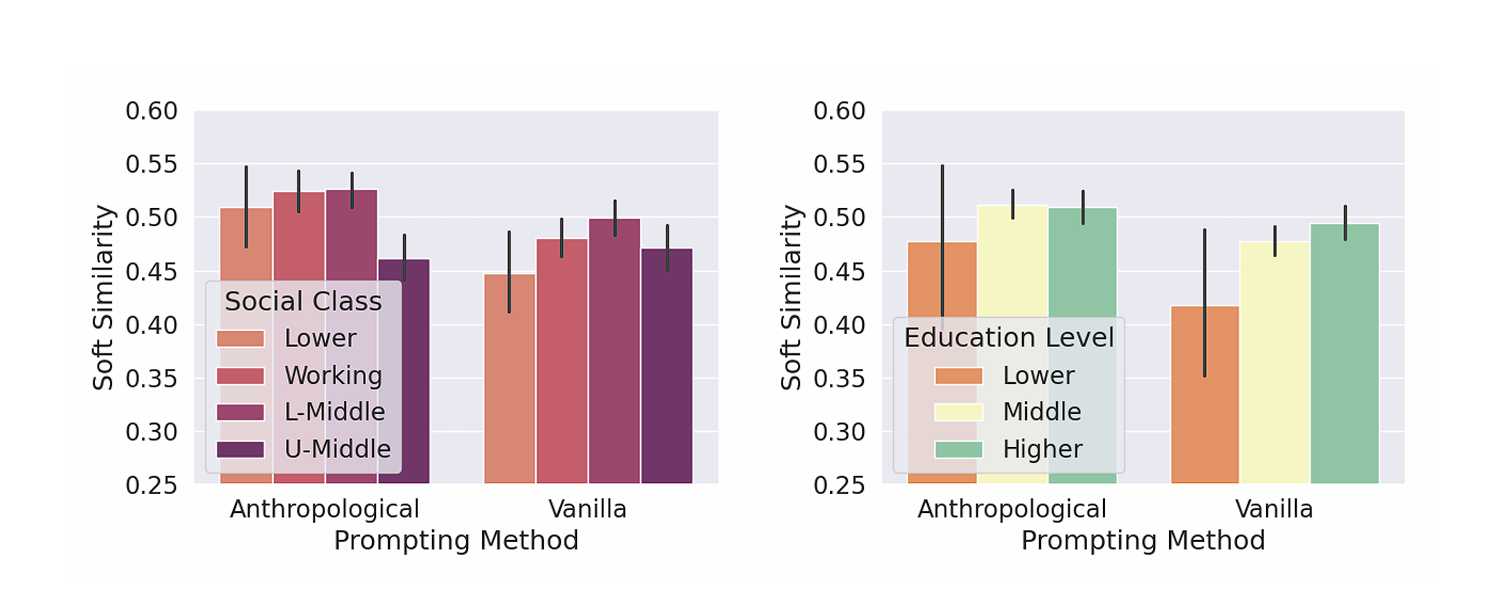 0.60
0.55
0.50
0.45
0.40
0.35
0.30
0.25
Soft Similarity
Social Class
Lower
Working
L-Middle
U-Middle
Anthropological
Vanilla
Prompting Method
0.60
0.55
0.50
0.45
0.40
0.35
0.30
0.25
Soft Similarity
Education Level
Lower
Middle
Higher
Anthropological
Vanilla
Prompting Method